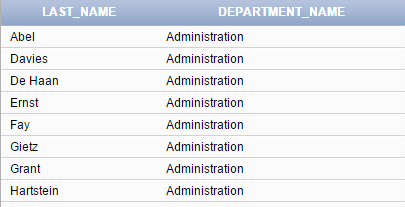 LAST_NAME DEPARTMENT_NAME
Abel Administration
Davies Administration
De Haan Administration
Ernst Administration
Fay Administration
Gietz Administration
Grant Administration
Hartstein Administration